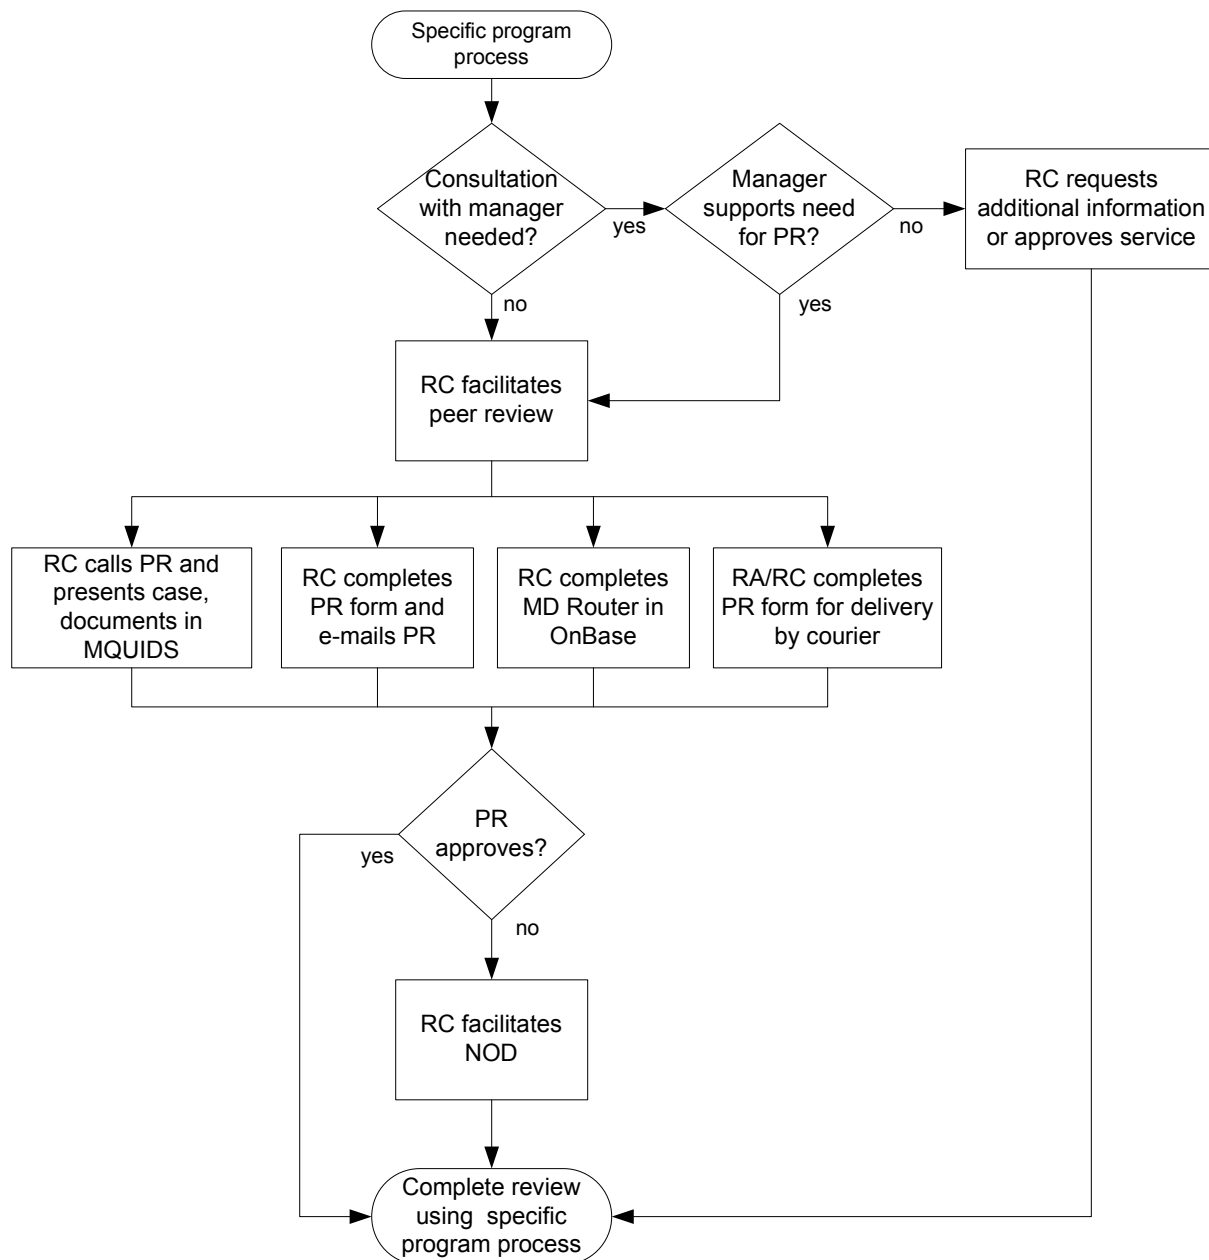 Specific program
process
Consultation
with manager
needed?
yes
Manager
supports need
for PR?
no
RC requests
additional information
or approves service
no
yes
RC facilitates
peer review
RC calls PR and
presents case,
documents in
MQUIDS
RC completes
PR form and
e-mails PR
RC completes
MD Router in
OnBase
RA/RC completes
PR form for delivery
by courier
PR
approves?
yes
no
RC facilitates
NOD
Complete review
using specific
program process